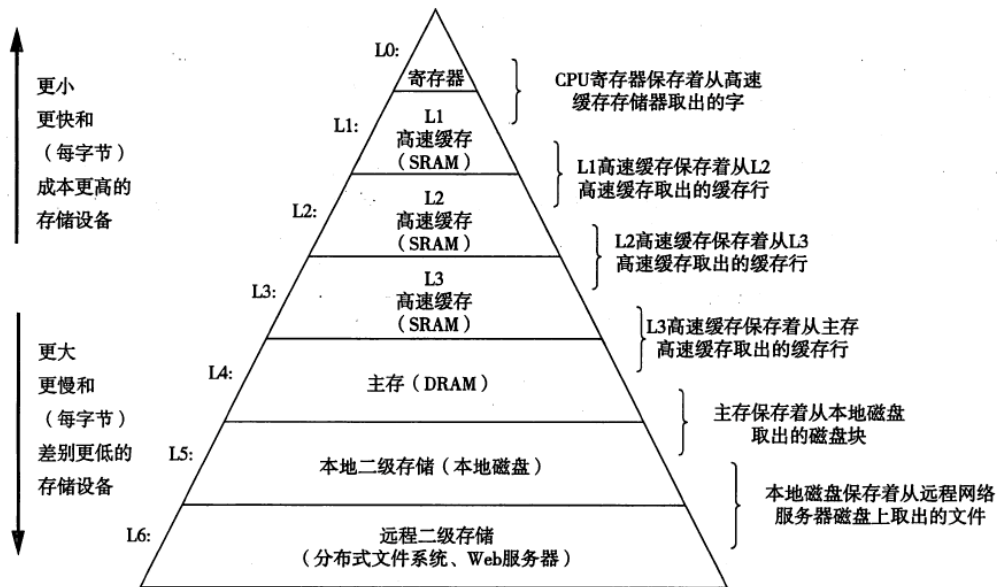 更小
更快和
（每字节）
成本更高的
存储设备
更大
更慢和
（每字节）
差别更低的
存储设备
L0:
寄存器
L1:
L1
高速缓存
（SRAM）
L2:
L2
高速缓存
（SRAM）
L3:
L3
高速缓存
（SRAM）
L4:
主存（DRAM）
L5:
本地二级存储（本地磁盘）
L6:
远程二级存储
（分布式文件系统、Web服务器）
CPU寄存器保存着从高速
缓存存储器取出的字
L1高速缓存保存着从L2
高速缓存取出的缓存行
L2高速缓存保存着从L3
高速缓存取出的缓存行
L3高速缓存保存着从主存
高速缓存取出的缓存行
主存保存着从本地磁盘
取出的磁盘块
本地磁盘保存着从远程网络
服务器磁盘上取出的文件